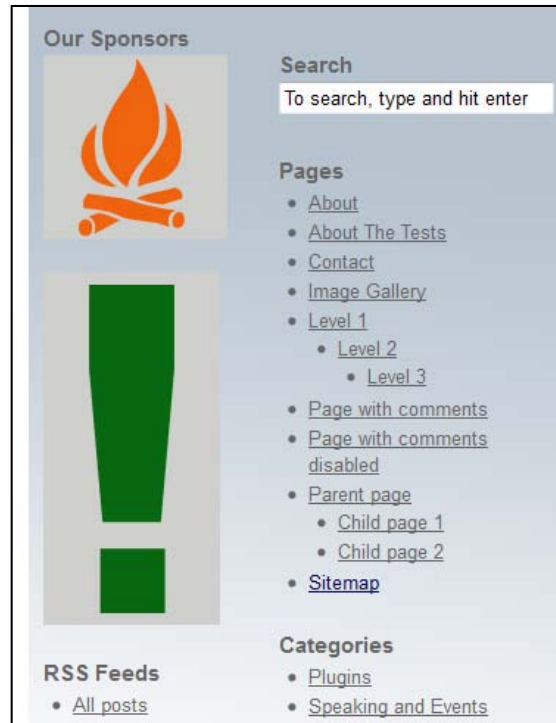 Our Sponsors
RSS Feeds
All posts
Search
To search, type and hit enter
Pages
About
About The Tests
Contact
Image Gallery
Level 1
Level 2
Level 3
Page with comments
Page with comments
disabled
Parent page
Child page 1
Child page 2
Sitemap
Categories
Plugins
Speaking and Events